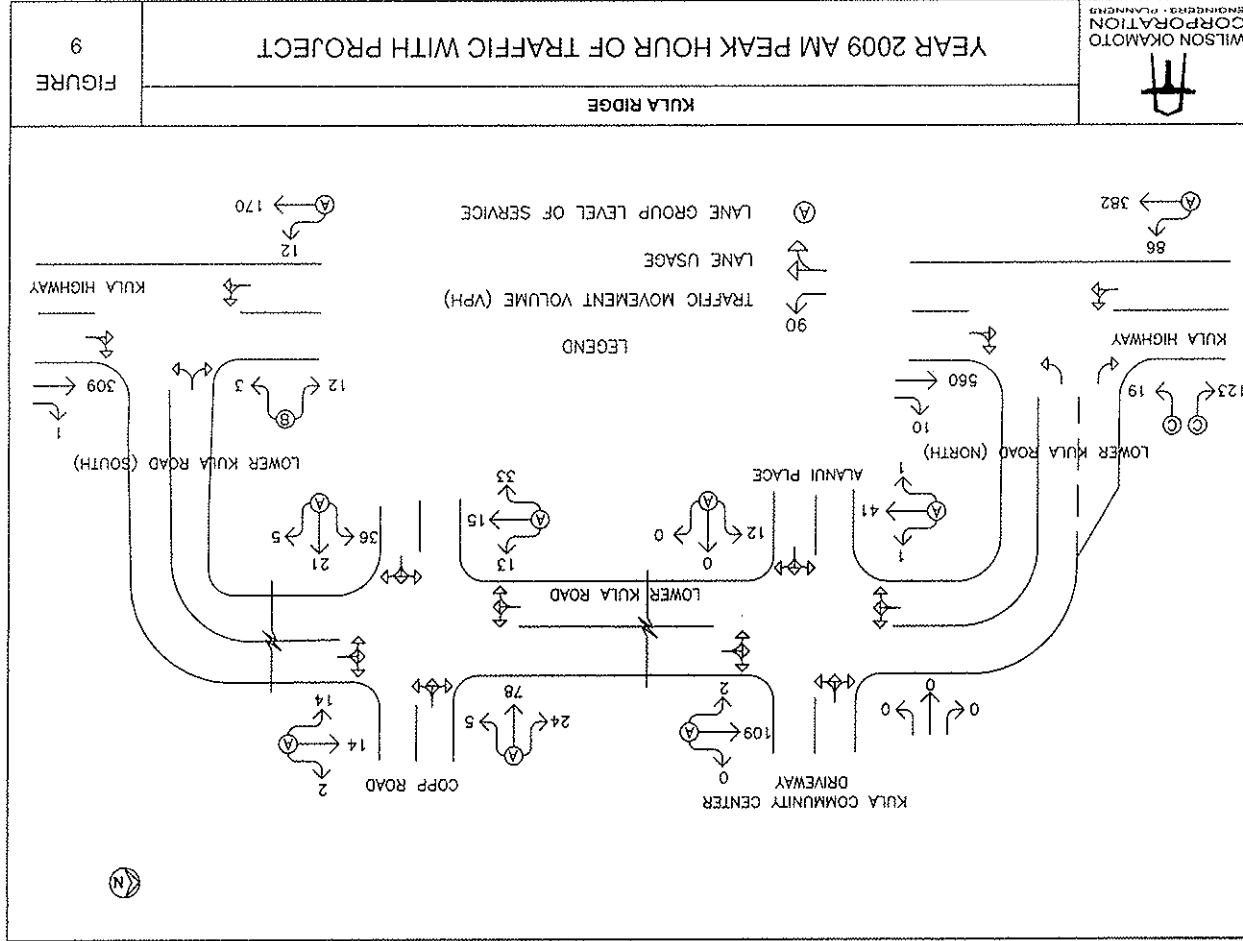 N
KULA COMMUNITY CENTER
DRIVEWAY
0
COPP ROAD
2
0
0
109
A
24
5
14
A
0
2
A
78
14
LOWER KULA ROAD
1
0
13
21
41
A
12
0
15
A
36
5
1
A
33
A
ALANUI PLACE
LOWER KULA ROAD (NORTH)
LOWER KULA ROAD (SOUTH)
C
C
10
B
1
123
19
560
12
3
309
KULA HIGHWAY
LEGEND
90
TRAFFIC MOVEMENT VOLUME (VPH)
KULA HIGHWAY
LANE USAGE
86
12
A
382
A
LANE GROUP LEVEL OF SERVICE
A
170
WILSON OKAMOTO
CORPORATION
ENGINEERS · PLANNERS
KULA RIDGE
YEAR 2009 AM PEAK HOUR OF TRAFFIC WITH PROJECT
FIGURE
9